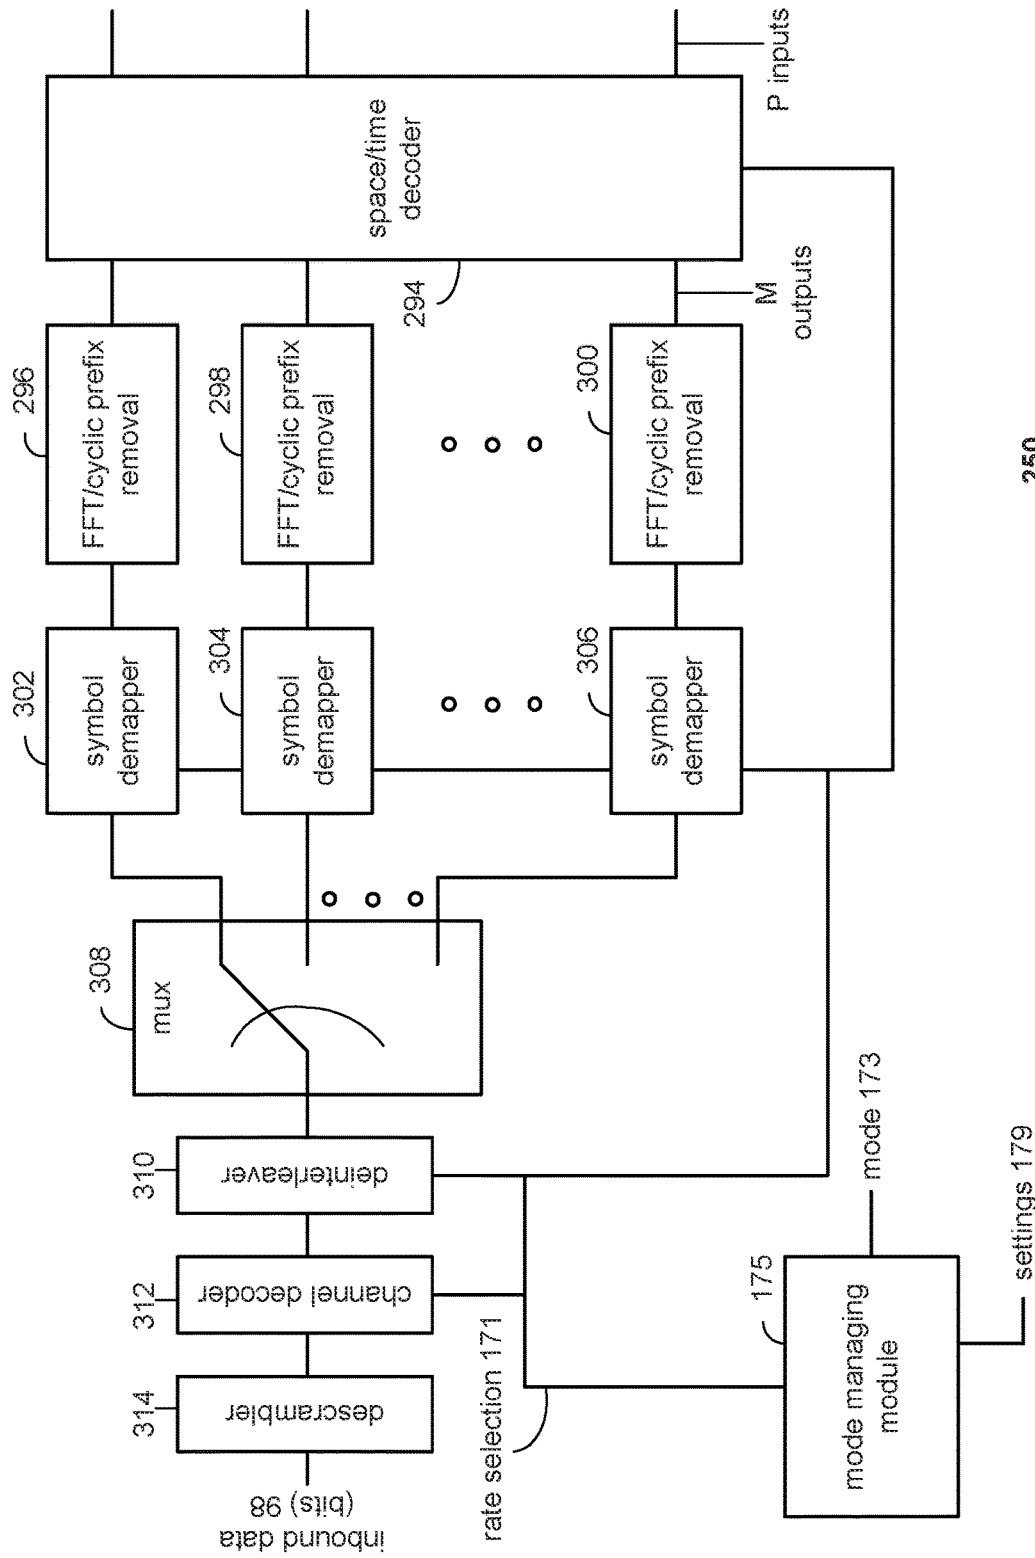 302
symbol
demapper
296
FFT/cyclic prefix
removal
308
mux
304
symbol
demapper
298
FFT/cyclic prefix
removal
space/time
decoder
294
314
descrambler
312
channel decoder
310
deinterleaver
inbound data
(bits) 98
306
symbol
demapper
300
FFT/cyclic prefix
removal
M
outputs
P inputs
rate selection 171
175
mode managing
module
mode 173
settings 179
250